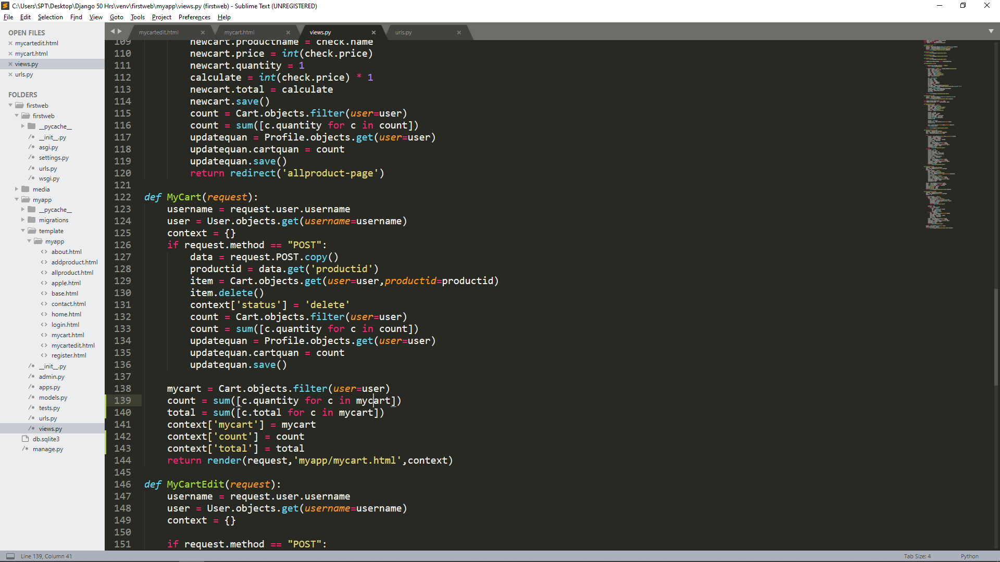 C:\Users\SPT\Desktop\Django 50 Hrs\venv\firstweb\myapp\views.py (firstweb) - Sublime Text (UNREGISTERED)
File Edit Selection Find View Goto Tools Project Preferences Help
OPEN FILES
mycartedit.html
mycart.html
views.py
urls.py
FOLDERS
firstweb
firstweb
__pycache__
__init__.py
asgi.py
settings.py
urls.py
wsgi.py
media
myapp
__pycache__
migrations
template
myapp
about.html
addproduct.html
allproduct.html
apple.html
base.html
contact.html
home.html
login.html
mycart.html
mycartedit.html
register.html
__init__.py
admin.py
apps.py
models.py
tests.py
urls.py
views.py
db.sqlite3
manage.py
mycartedit.html mycart.html views.py urls.py
109 newcart.productname = check.name
110 newcart.price = int(check.price)
111 newcart.quantity = 1
112 calculate = int(check.price) * 1
113 newcart.total = calculate
114 newcart.save()
115 count = Cart.objects.filter(user=user)
116 count = sum([c.quantity for c in count])
117 updatequan = Profile.objects.get(user=user)
118 updatequan.cartquan = count
119 updatequan.save()
120 return redirect('allproduct-page')
121
122 def MyCart(request):
123 username = request.user.username
124 user = User.objects.get(username=username)
125 context = {}
126 if request.method == "POST":
127 data = request.POST.copy()
128 productid = data.get('productid')
129 item = Cart.objects.get(user=user,productid=productid)
130 item.delete()
131 context['status'] = 'delete'
132 count = Cart.objects.filter(user=user)
133 count = sum([c.quantity for c in count])
134 updatequan = Profile.objects.get(user=user)
135 updatequan.cartquan = count
136 updatequan.save()
137
138 mycart = Cart.objects.filter(user=user)
139 count = sum([c.quantity for c in mycart])
140 total = sum([c.total for c in mycart])
141 context['mycart'] = mycart
142 context['count'] = count
143 context['total'] = total
144 return render(request,'myapp/mycart.html',context)
145
146 def MyCartEdit(request):
147 username = request.user.username
148 user = User.objects.get(username=username)
149 context = {}
150
151 if request.method == "POST":
Line 139, Column 41
Tab Size: 4
Python